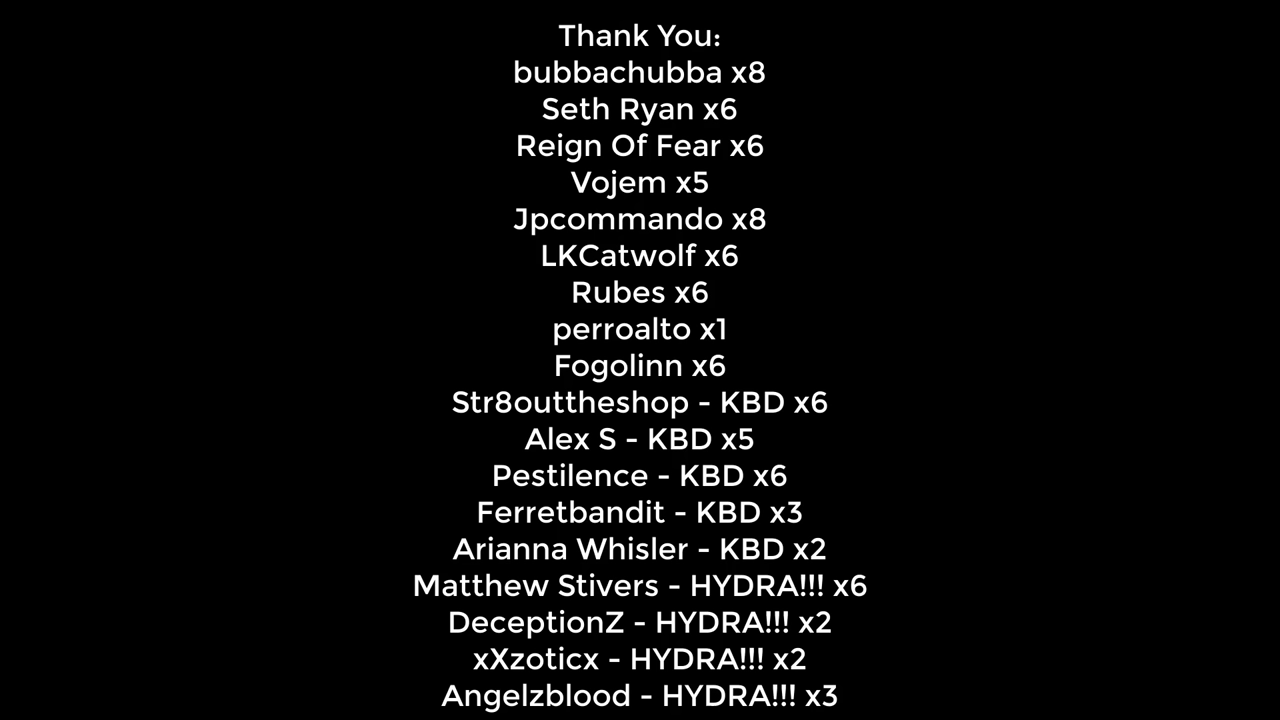 Thank You:
bubbachubba x8
Seth Ryan x6
Reign Of Fear x6
Vojem x5
Jpcommando x8
LKCatwolf x6
Rubes x6
perroalto x1
Fogolinn x6
Str8outtheshop - KBD x6
Alex S - KBD x5
Pestilence - KBD x6
Ferretbandit - KBD x3
Arianna Whisler - KBD x2
Matthew Stivers - HYDRA!!! x6
DeceptionZ - HYDRA!!! x2
xXzoticx - HYDRA!!! x2
Angelzblood - HYDRA!!! x3